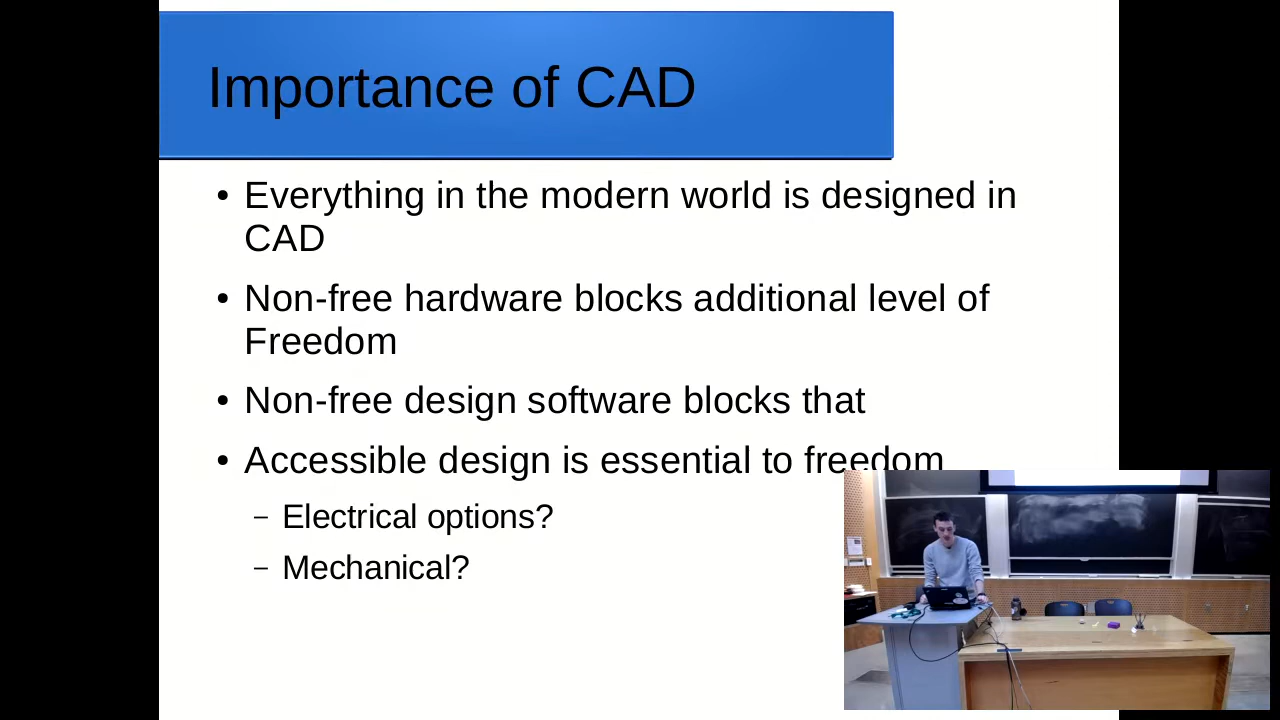 Importance of CAD
• Everything in the modern world is designed in
CAD
• Non-free hardware blocks additional level of
Freedom
• Non-free design software blocks that
• Accessible design is essential to freedom
– Electrical options?
– Mechanical?